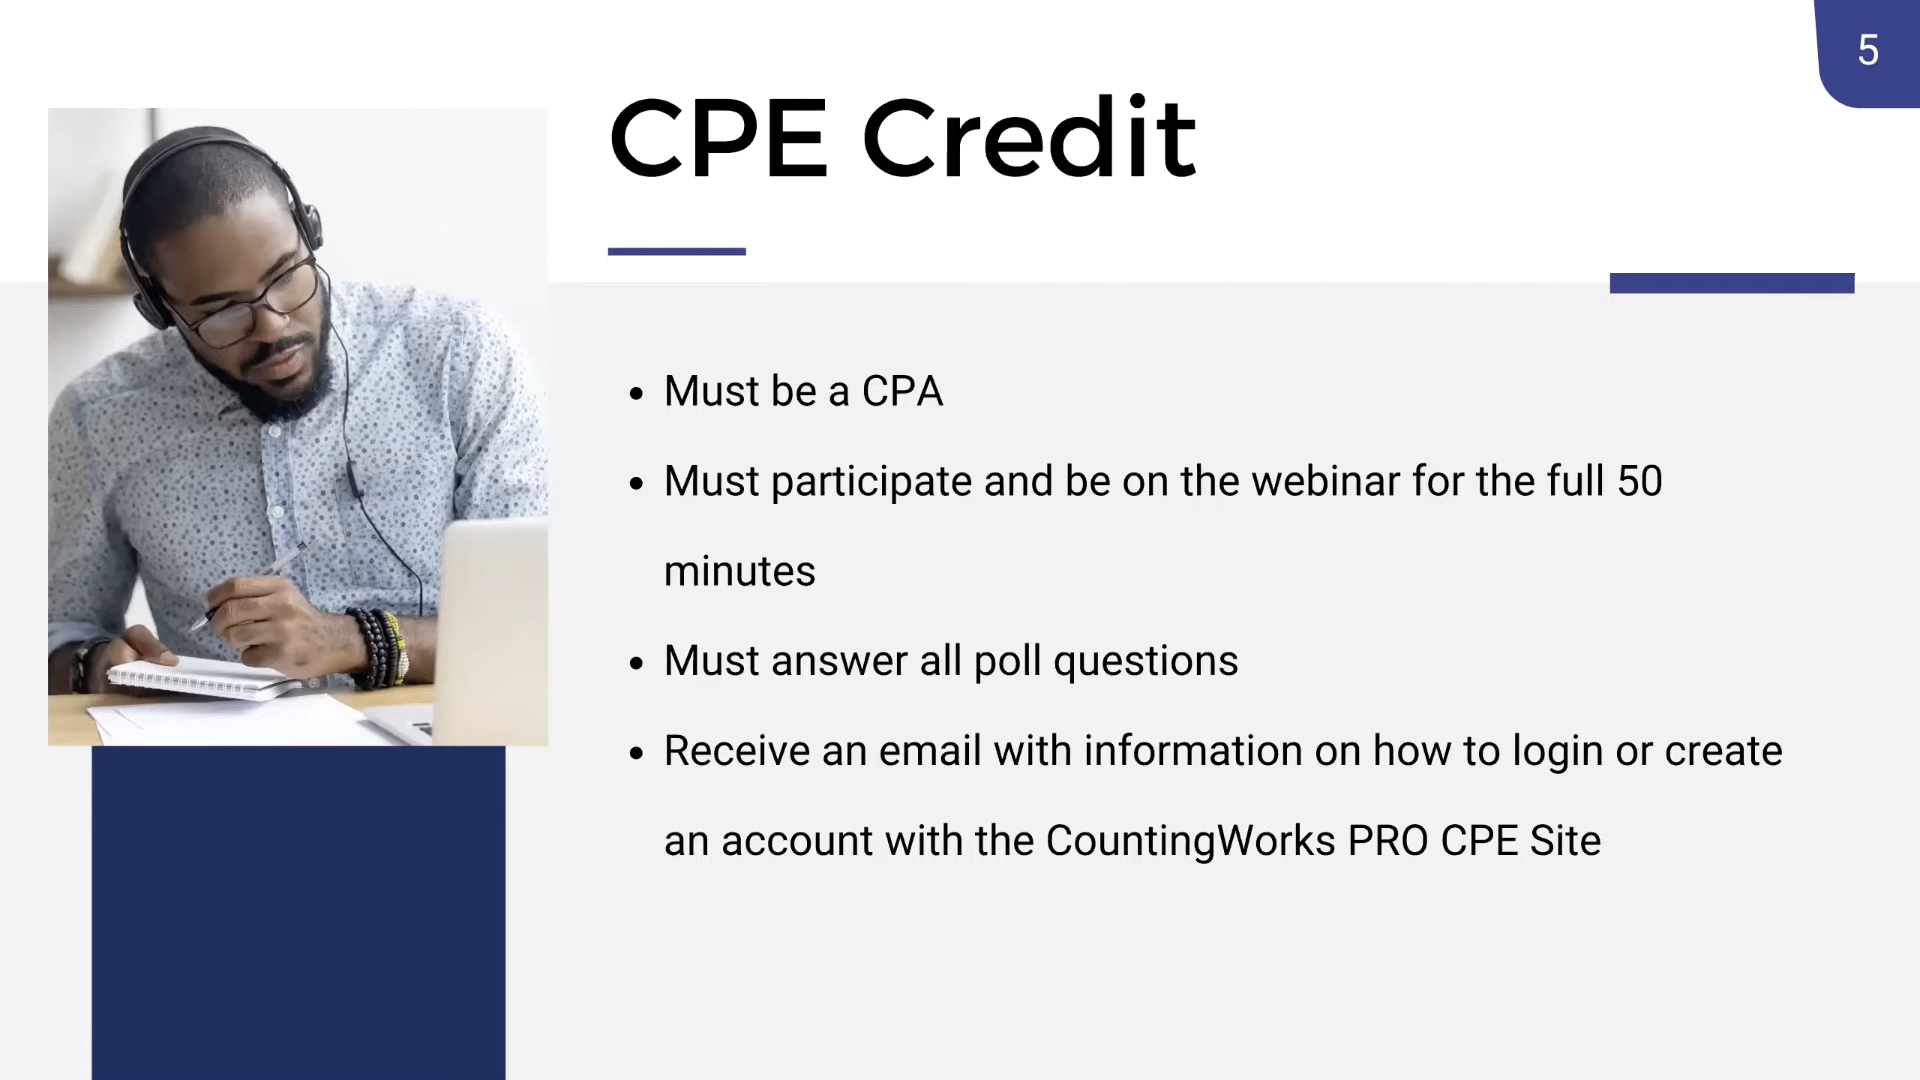 5
CPE Credit
• Must be a CPA
• Must participate and be on the webinar for the full 50
minutes
• Must answer all poll questions
• Receive an email with information on how to login or create
an account with the CountingWorks PRO CPE Site